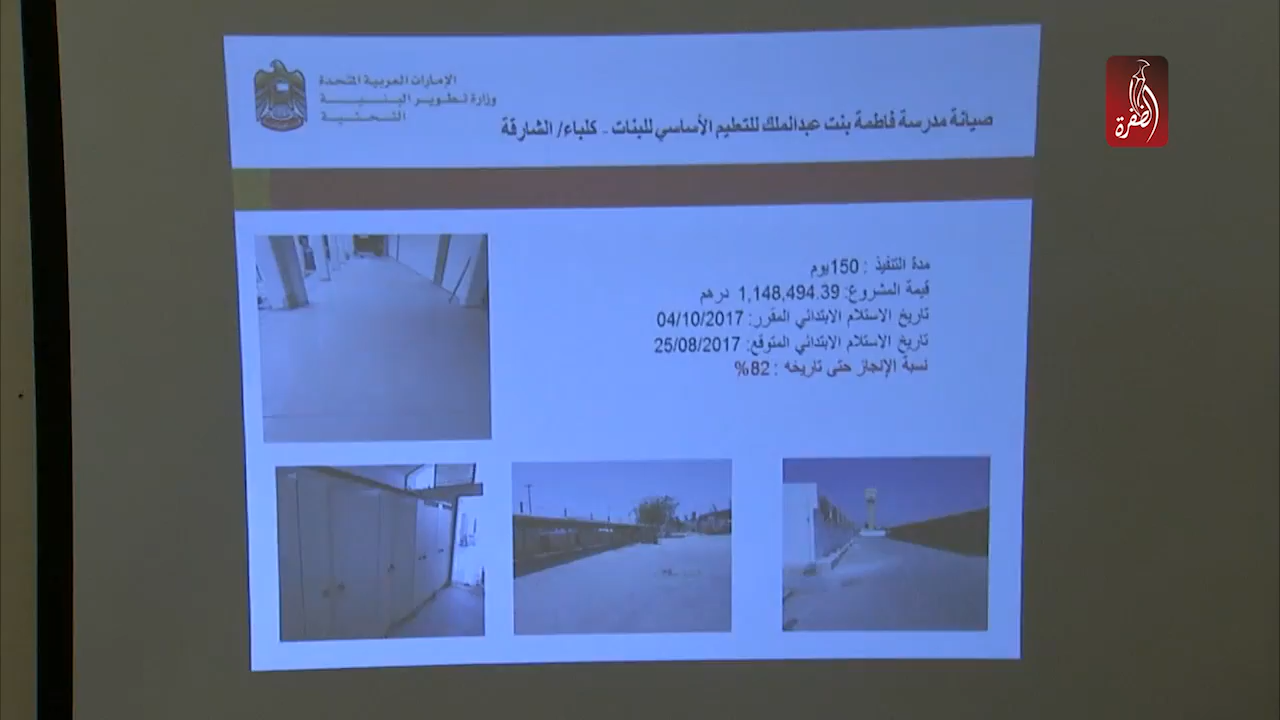 الإمارات العربية المتحدة
وزارة تطوير البنيـــــــة
التحتيـــة
صيانة مدرسة فاطمة بنت عبدالملك للتعليم الأساسي للبنات - كلباء/ الشارقة
الظفرة
مدة التنفيذ : 150يوم
قيمة المشروع: 1,148,494.39 درهم
تاريخ الاستلام الابتدائي المقرر: 04/10/2017
تاريخ الاستلام الابتدائي المتوقع: 25/08/2017
نسبة الإنجاز حتى تاريخه : 82%